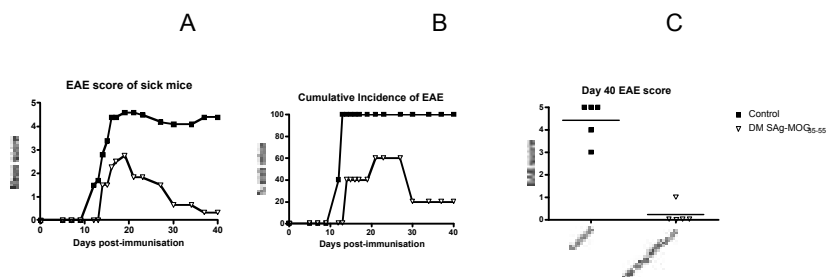 A
B
C
EAE score of sick mice
5
4
3
2
1
0
0
10
20
30
40
Days post-immunisation
Cumulative Incidence of EAE
100
80
60
40
20
0
0
10
20
30
40
Days post-immunisation
Day 40 EAE score
5
4
3
2
1
0
Control
DM SAg-MOG35-55